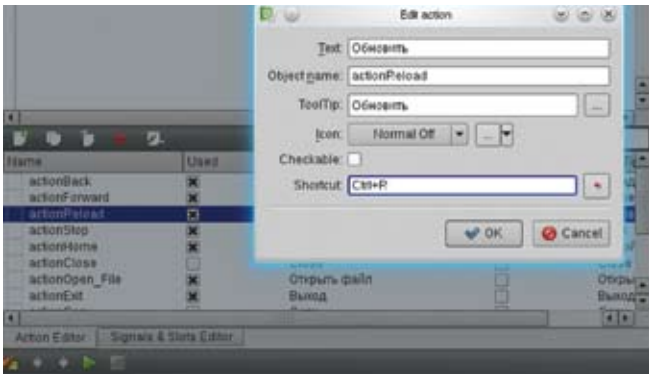 Edit action
Text: Обновить
Object name: actionReload
ToolTip: Обновить
...
Icon: Normal Off
...
Checkable:
Shortcut: Ctrl+R
OK
Cancel
Name
Used
actionBack
actionForward
actionReload
actionStop
actionHome
actionClose
actionOpen_File
Открыть файл
actionExit
Выход
Action Editor
Signals & Slots Editor